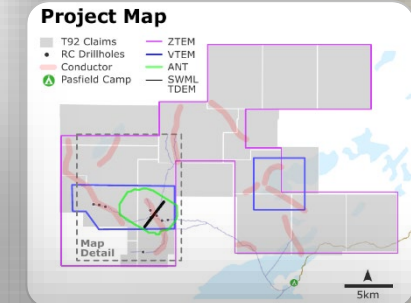 Project Map
T92 Claims
RC Drillholes
Conductor
Pasfield Camp
ZTEM
VTEM
ANT
SWML
TDEM
Map
Detail
5km